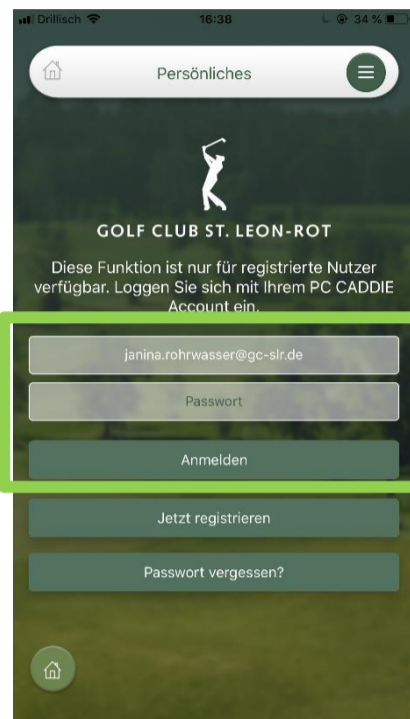 Drillisch 16:38 34 %
Persönliches
GOLF CLUB ST. LEON-ROT
Diese Funktion ist nur für registrierte Nutzer
verfügbar. Loggen Sie sich mit Ihrem PC CADDIE
Account ein.
janina.rohrwasser@gc-slr.de
Passwort
Anmelden
Jetzt registrieren
Passwort vergessen?